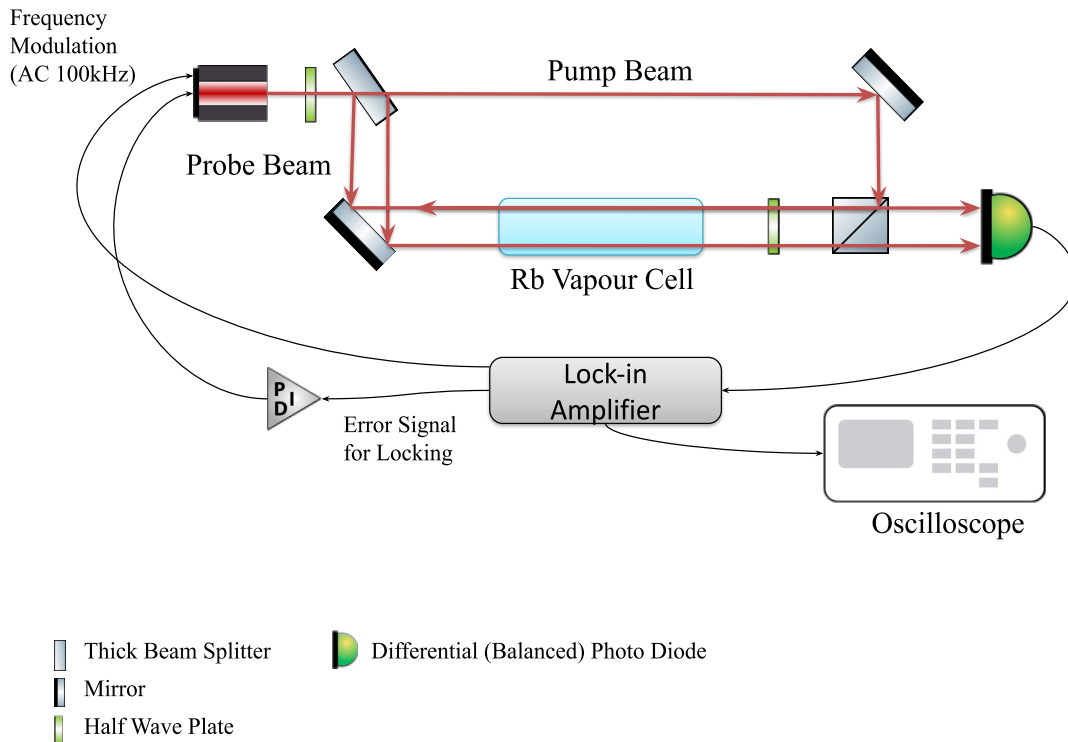 Frequency
Modulation
(AC 100kHz)
Pump Beam
Probe Beam
Rb Vapour Cell
Lock-in
Amplifier
P
I
D
Error Signal
for Locking
Oscilloscope
Thick Beam Splitter
Differential (Balanced) Photo Diode
Mirror
Half Wave Plate